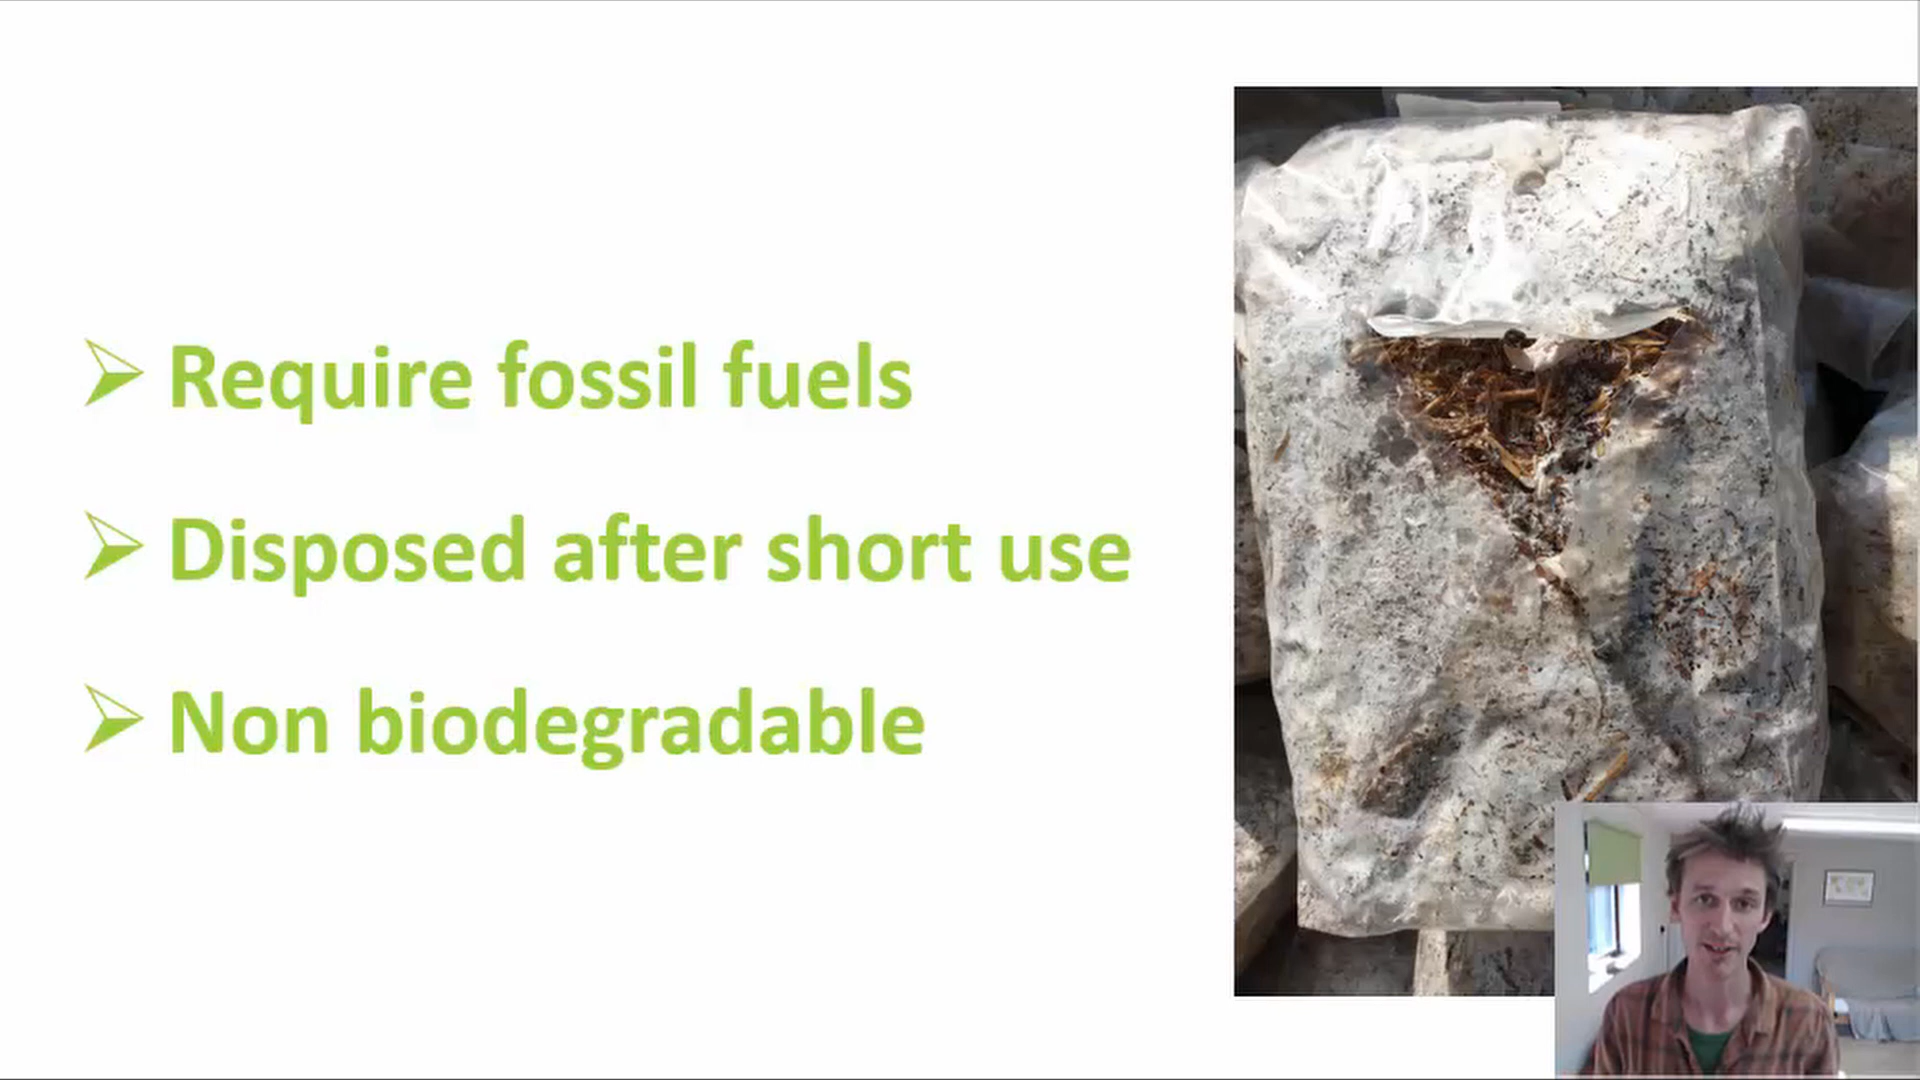 Require fossil fuels
Disposed after short use
Non biodegradable